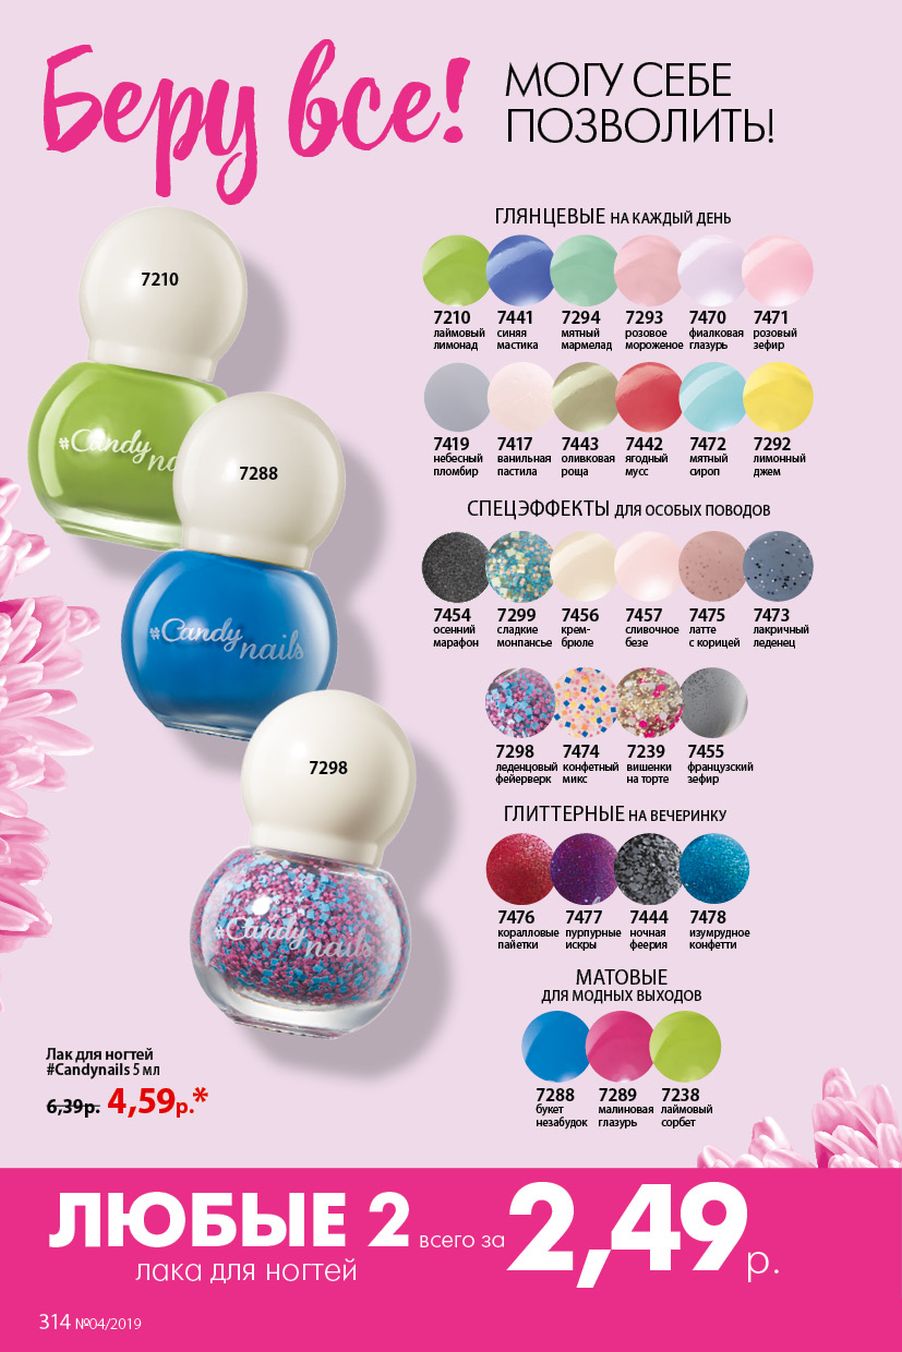 Беру все!
МОГУ СЕБЕ
ПОЗВОЛИТЬ!
7210
#Candy
na
7288
#Candy
nails
7298
#Candy
nails
Лак для ногтей
#Candynails 5 мл
6,39р. 4,59р.*
ГЛЯНЦЕВЫЕ НА КАЖДЫЙ ДЕНЬ
7210 7441 7294 7293 7470 7471
лаймовый синяя мятный розовое фиалковая розовый
лимонад мастика мармелад мороженое глазурь зефир
7419 7417 7443 7442 7472 7292
небесный ванильная оливковая ягодный мятный лимонный
пломбир пастила роща мусс сироп джем
СПЕЦЭФФЕКТЫ ДЛЯ ОСОБЫХ ПОВОДОВ
7454 7299 7456 7457 7475 7473
осенний сладкие крем- сливочное латте лакричный
марафон монпансье брюле безе с корицей леденец
7298 7474 7239 7455
леденцовый конфетный вишенки французский
фейерверк микс на торте зефир
ГЛИТТЕРНЫЕ НА ВЕЧЕРИНКУ
7476 7477 7444 7478
коралловые пурпурные ночная изумрудное
пайетки искры феерия конфетти
МАТОВЫЕ
ДЛЯ МОДНЫХ ВЫХОДОВ
7288 7289 7238
букет малиновая лаймовый
незабудок глазурь сорбет
ЛЮБЫЕ 2 всего за 2,49 р.
лака для ногтей
314 №04/2019